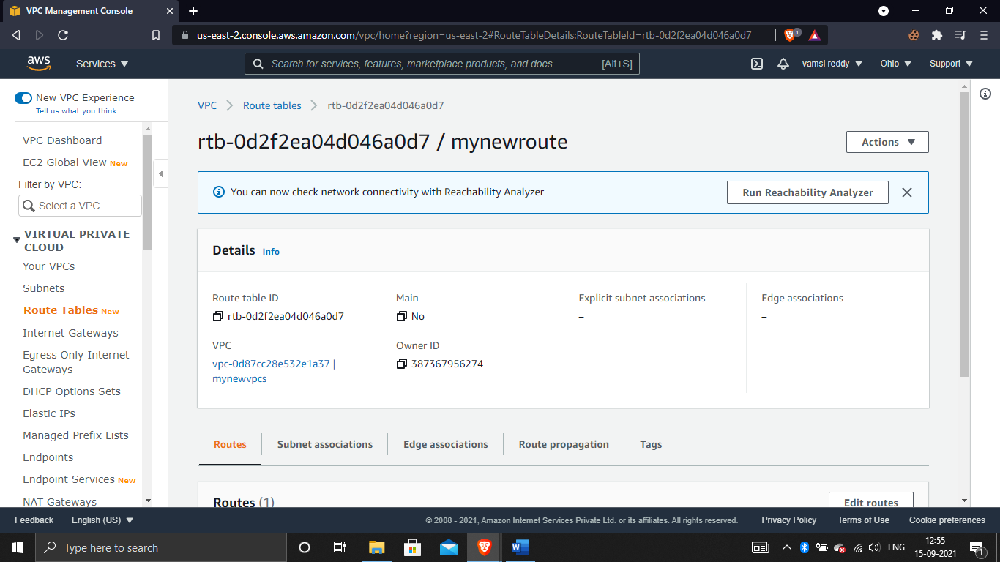 VPC Management Console
us-east-2.console.aws.amazon.com/vpc/home?region=us-east-2#RouteTableDetails:RouteTableId=rtb-0d2f2ea04d046a0d7
1
aws
Services
Search for services, features, marketplace products, and docs [Alt+S]
vamsi reddy
Ohio
Support
New VPC Experience
Tell us what you think
VPC Dashboard
EC2 Global View New
Filter by VPC:
Select a VPC
VIRTUAL PRIVATE
CLOUD
Your VPCs
Subnets
Route Tables New
Internet Gateways
Egress Only Internet
Gateways
DHCP Options Sets
Elastic IPs
Managed Prefix Lists
Endpoints
Endpoint Services New
NAT Gateways
VPC
Route tables
rtb-0d2f2ea04d046a0d7
rtb-0d2f2ea04d046a0d7 / mynewroute
Actions
You can now check network connectivity with Reachability Analyzer
Run Reachability Analyzer
Details Info
Route table ID
rtb-0d2f2ea04d046a0d7
Main
No
Explicit subnet associations
–
Edge associations
–
VPC
vpc-0d87cc28e532e1a37 |
mynewvpcs
Owner ID
387367956274
Routes
Subnet associations
Edge associations
Route propagation
Tags
Routes (1)
Edit routes
Feedback
English (US)
© 2008 - 2021, Amazon Internet Services Private Ltd. or its affiliates. All rights reserved.
Privacy Policy
Terms of Use
Cookie preferences
Type here to search
W
ENG
12:55
15-09-2021
1